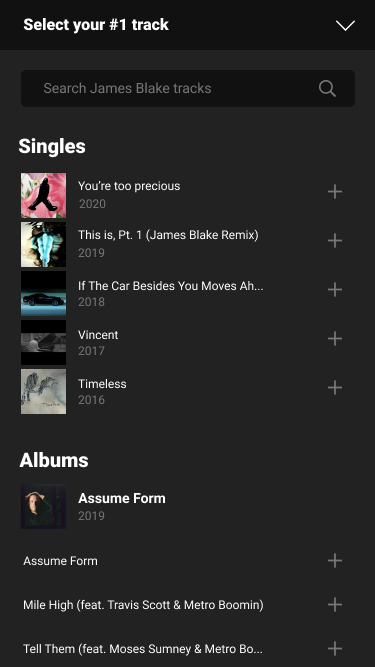 Select your #1 track
Search James Blake tracks
Singles
You're too precious
2020
This is, Pt. 1 (James Blake Remix)
2019
If The Car Besides You Moves Ah...
2018
Vincent
2017
Timeless
2016
Albums
Assume Form
2019
Assume Form
Mile High (feat. Travis Scott & Metro Boomin)
Tell Them (feat. Moses Sumney & Metro Bo...